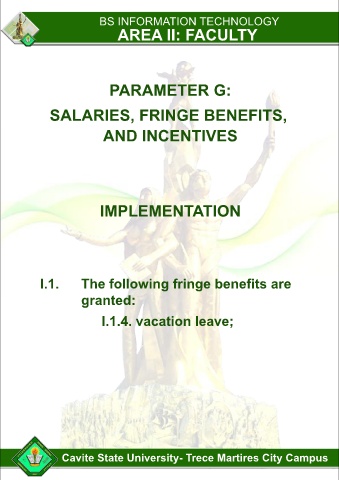 BS INFORMATION TECHNOLOGY
AREA II: FACULTY
PARAMETER G:
SALARIES, FRINGE BENEFITS,
AND INCENTIVES
IMPLEMENTATION
I.1. The following fringe benefits are
granted:
I.1.4. vacation leave;
Cavite State University- Trece Martires City Campus